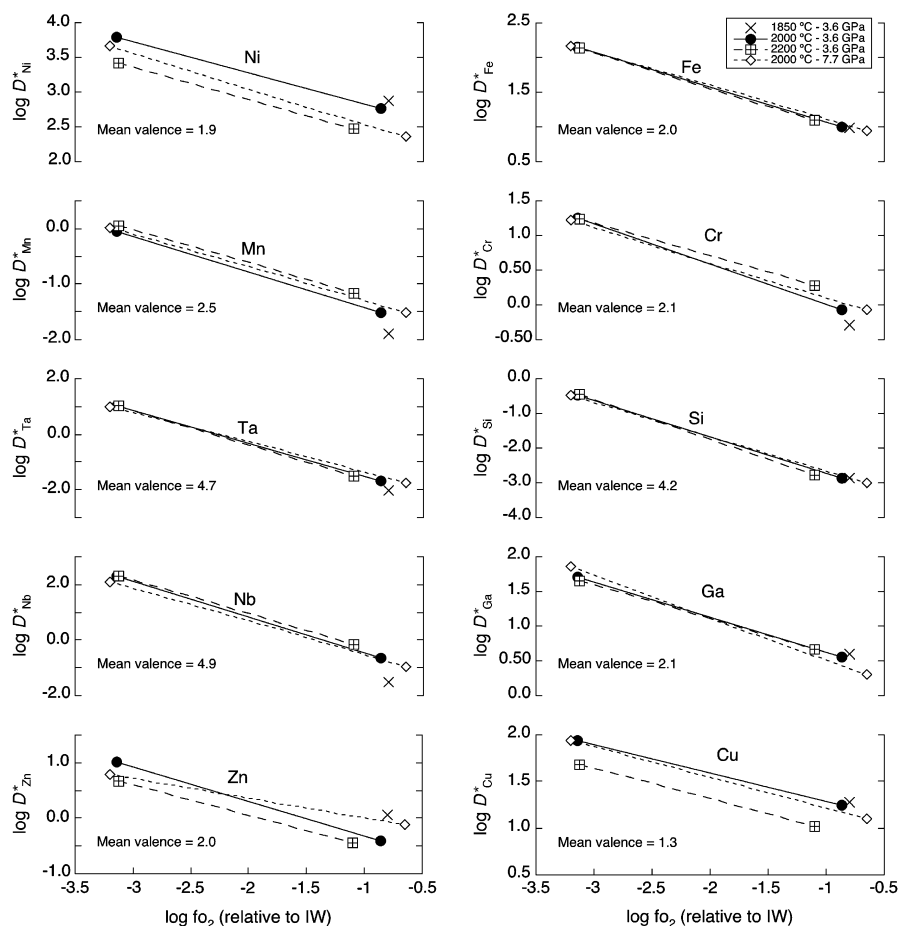 4.0
3.5
3.0
2.5
2.0
log D*Ni
Ni
Mean valence = 1.9
2.5
1.5
0.5
log D*Fe
Fe
Mean valence = 2.0
1850 ºC - 3.6 GPa
2000 ºC - 3.6 GPa
2200 ºC - 3.6 GPa
2000 ºC - 7.7 GPa
0.0
-1.0
-2.0
log D*Mn
Mn
Mean valence = 2.5
1.5
1.0
0.50
0.0
-0.50
log D*Cr
Cr
Mean valence = 2.1
2.0
0.0
-2.0
log D*Ta
Ta
Mean valence = 4.7
0.0
-1.0
-2.0
-3.0
-4.0
log D*Si
Si
Mean valence = 4.2
2.0
0.0
-2.0
log D*Nb
Nb
Mean valence = 4.9
2.0
1.5
1.0
0.50
0.0
log D*Ga
Ga
Mean valence = 2.1
1.0
0.0
-1.0
log D*Zn
Zn
Mean valence = 2.0
-3.5 -3 -2.5 -2 -1.5 -1 -0.5
log fo2 (relative to IW)
2.0
1.5
1.0
0.5
log D*Cu
Cu
Mean valence = 1.3
-3.5 -3 -2.5 -2 -1.5 -1 -0.5
log fo2 (relative to IW)